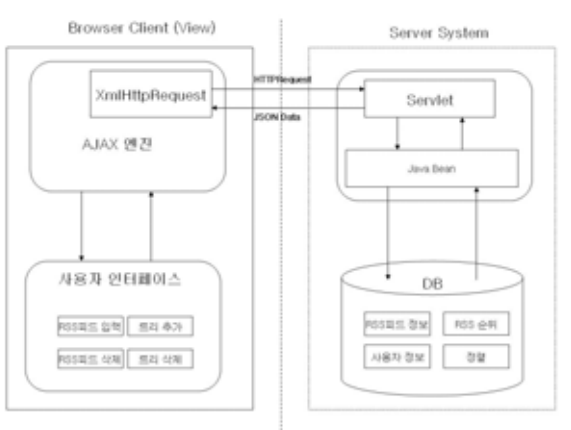 Browser Client (View)
Server System
XmlHttpRequest
HTTPRequest
JSON Data
Servlet
AJAX 엔진
Java Bean
사용자 인터페이스
RSS피드 입력
트리 추가
RSS피드 삭제
트리 삭제
DB
RSS피드 정보
RSS 순위
사용자 정보
정렬